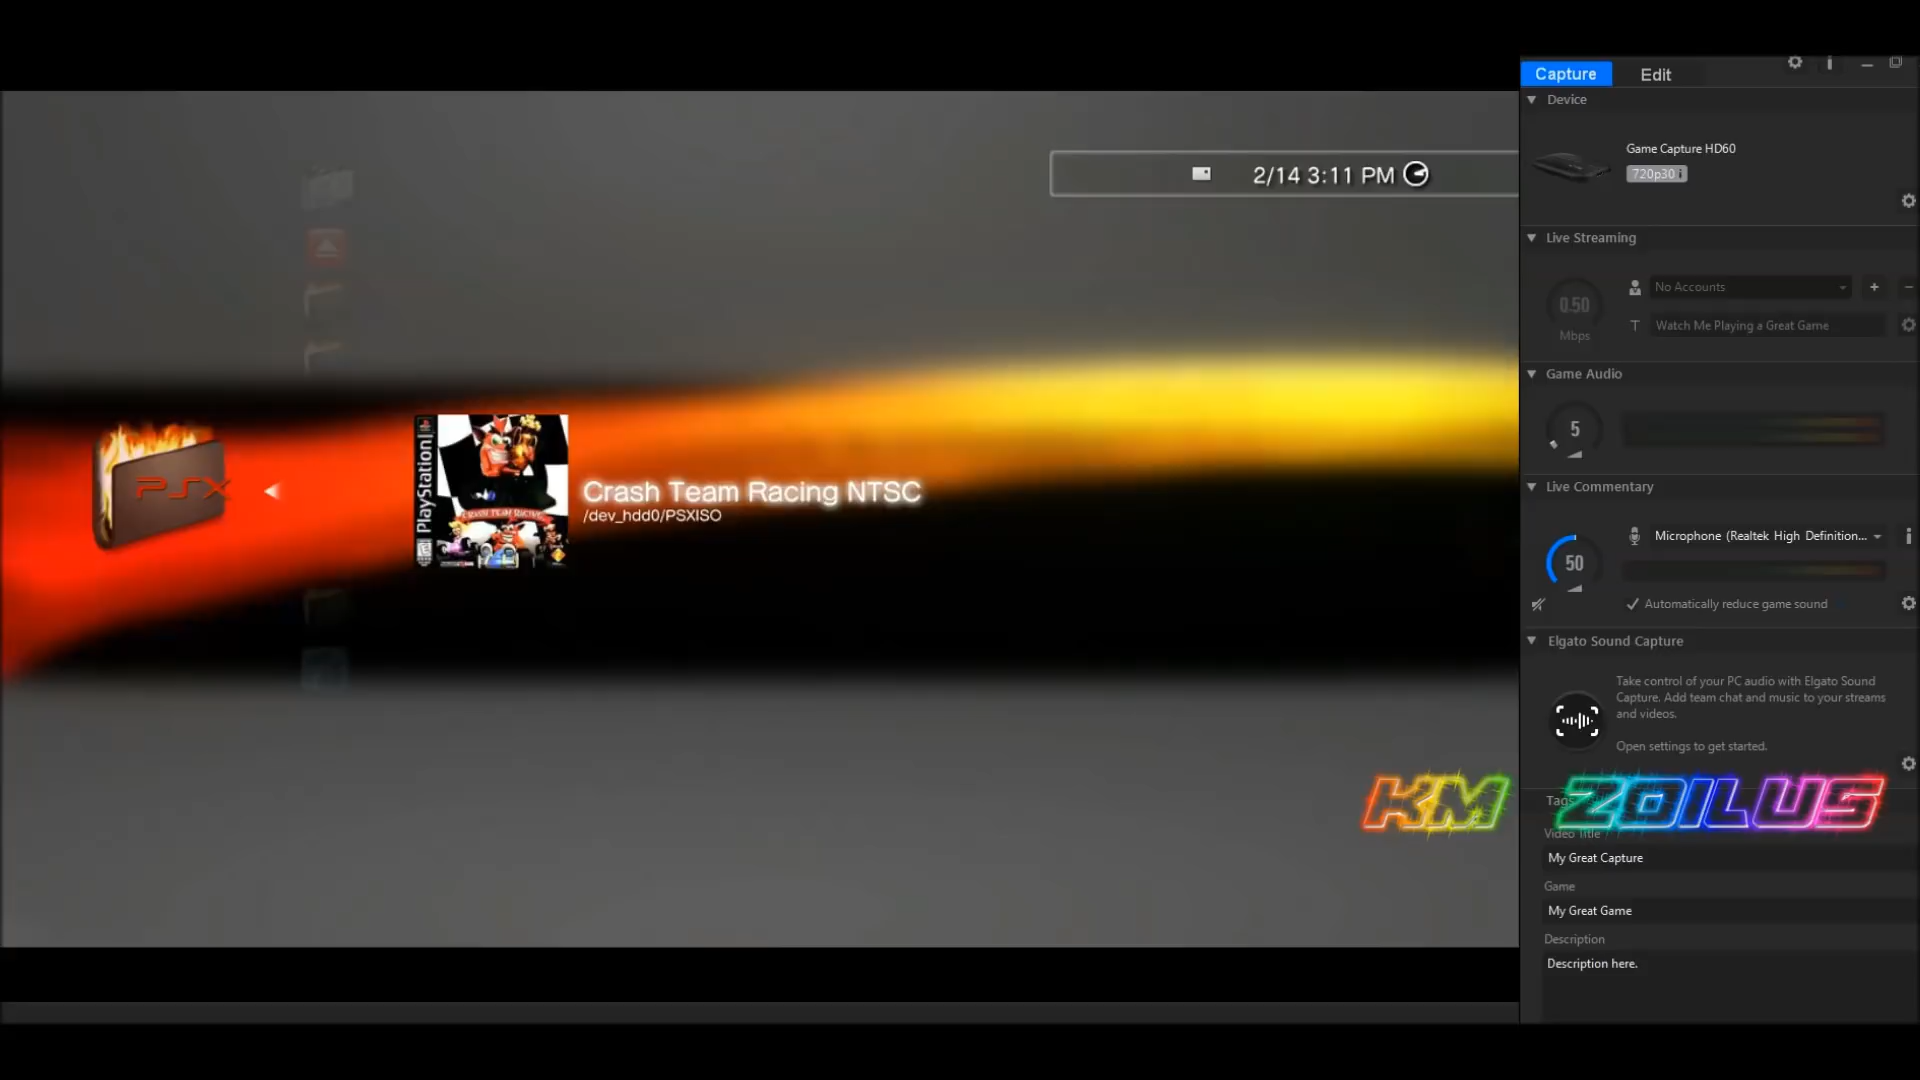 Capture
Edit
Device
2/14 3:11 PM
Game Capture HD60
720p30
Live Streaming
0.50
Mbps
No Accounts
Watch Me Playing a Great Game
Game Audio
5
PSX
PlayStation
CRASH TEAM RACING
Crash Team Racing NTSC
/dev_hdd0/PSXISO
Live Commentary
50
Microphone (Realtek High Definition...
Automatically reduce game sound
Elgato Sound Capture
Take control of your PC audio with Elgato Sound
Capture. Add team chat and music to your streams
and videos.
Open settings to get started.
KM ZOILUS
Tags
Video Title
My Great Capture
Game
My Great Game
Description
Description here.